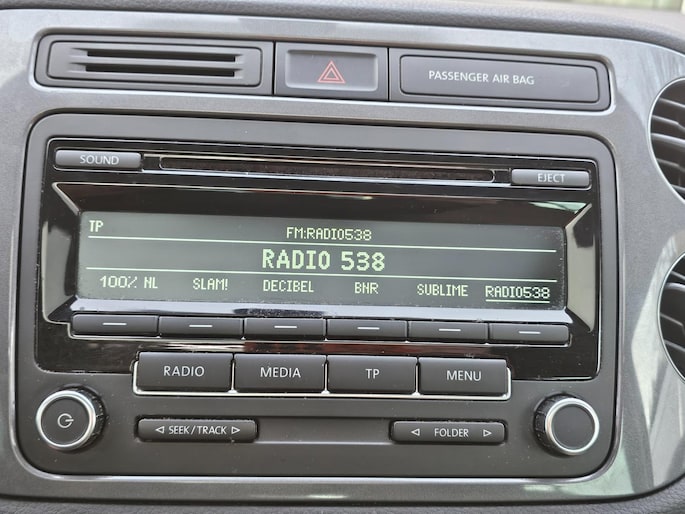 PASSENGER AIR BAG
SOUND
EJECT
TP
FM:RADIO538
RADIO 538
100% NL SLAM! DECIBEL BNR SUBLIME RADIO538
RADIO MEDIA TP MENU
SEEK/TRACK FOLDER